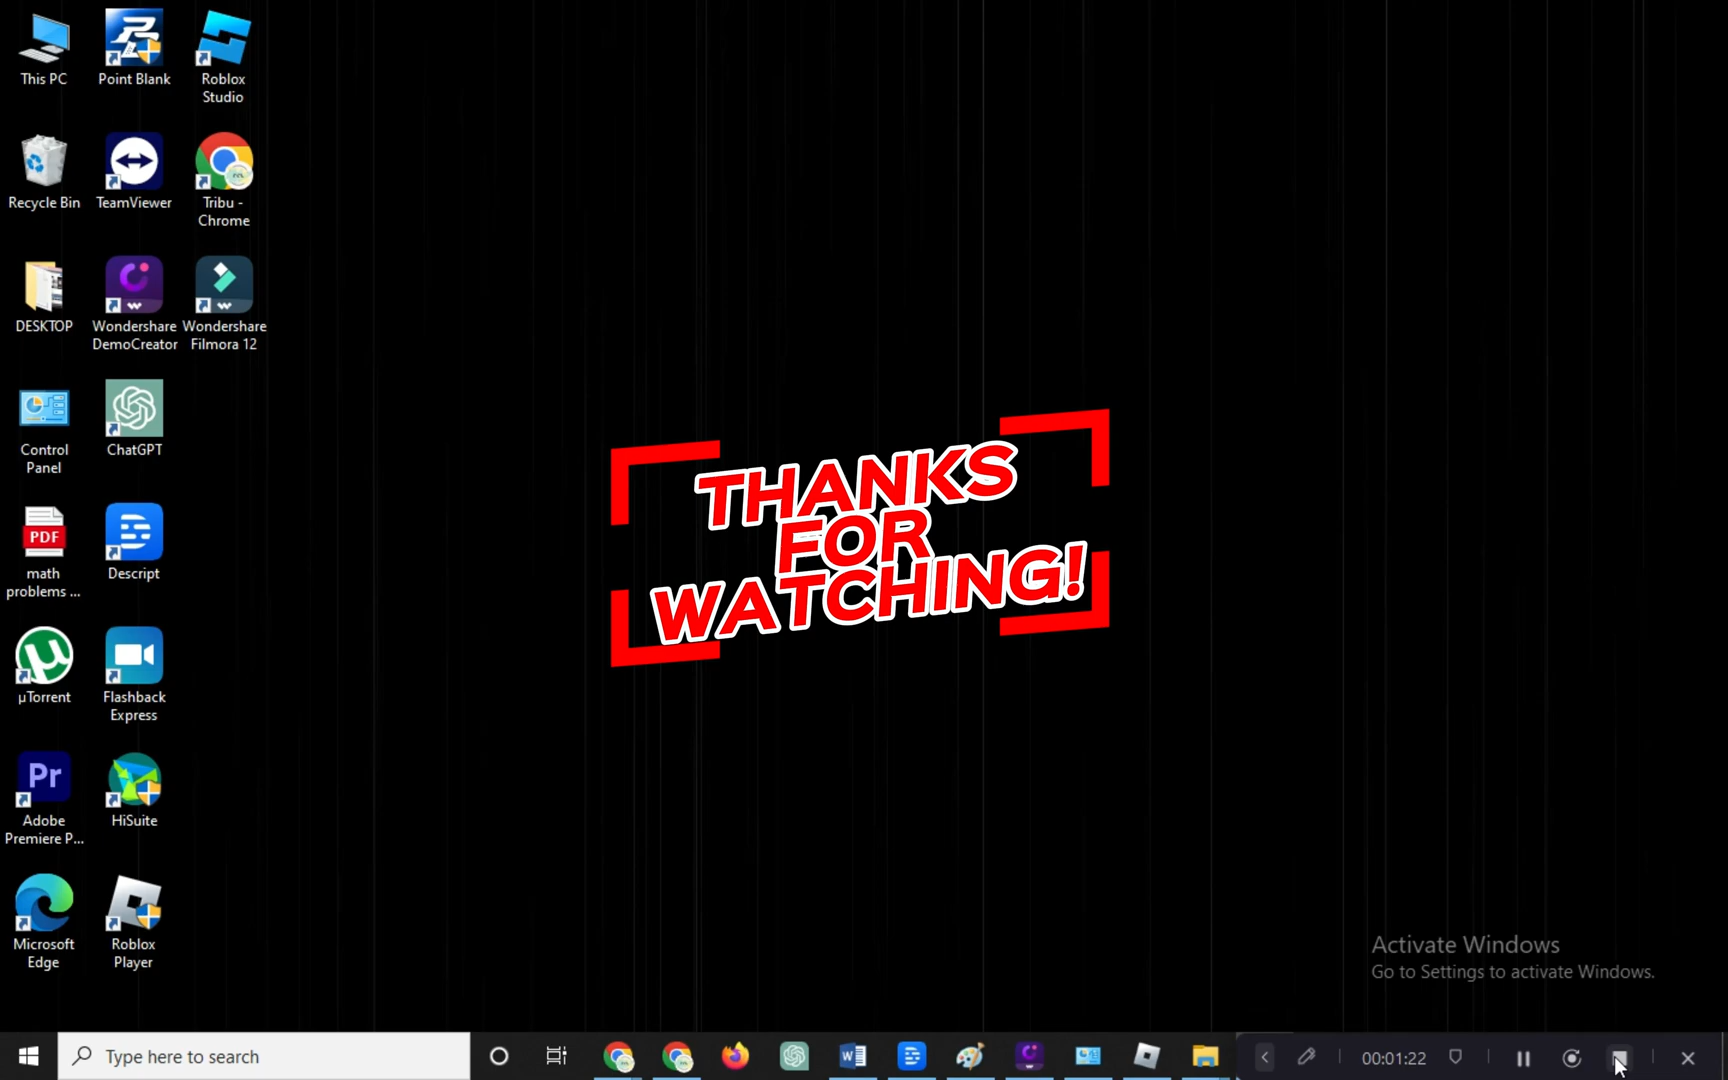 This PC
Point Blank
Roblox
Studio
Recycle Bin
TeamViewer
Tribu -
Chrome
DESKTOP
Wondershare
DemoCreator
Wondershare
Filmora 12
Control
Panel
ChatGPT
PDF
math
problems ...
Descript
µTorrent
Flashback
Express
Pr
Adobe
Premiere P...
HiSuite
Microsoft
Edge
Roblox
Player
THANKS
FOR
WATCHING!
Activate Windows
Go to Settings to activate Windows.
Type here to search
00:01:22